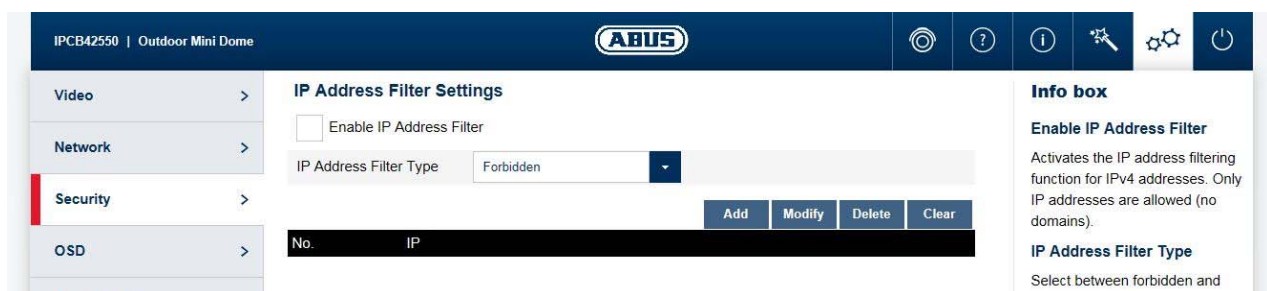 IPCB42550 | Outdoor Mini Dome
ABUS
Video >
Network >
Security >
OSD >
IP Address Filter Settings
Enable IP Address Filter
IP Address Filter Type Forbidden
Add Modify Delete Clear
No. IP
Info box
Enable IP Address Filter
Activates the IP address filtering
function for IPv4 addresses. Only
IP addresses are allowed (no
domains).
IP Address Filter Type
Select between forbidden and